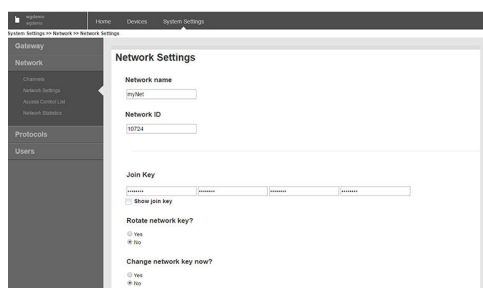 wgdemo
wgdemo
Home Devices System Settings
System Settings >> Network >> Network Settings
Gateway
Network
Channels
Network Settings
Access Control List
Network Statistics
Protocols
Users
Network Settings
Network name
myNet
Network ID
10724
Join Key
•••••••• •••••••• •••••••• ••••••••
Show join key
Rotate network key?
Yes
No
Change network key now?
Yes
No